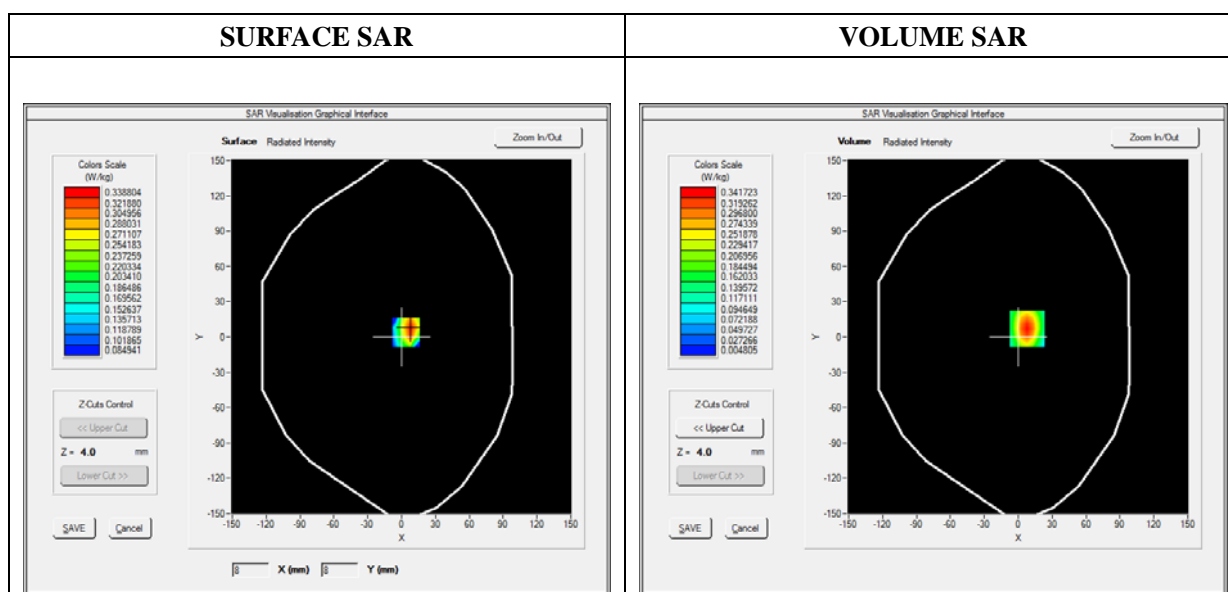 SURFACE SAR
VOLUME SAR
SAR Visualisation Graphical Interface
Surface Radiated Intensity
Zoom In/Out
Colors Scale
(W/kg)
0.338804
0.321880
0.304956
0.288031
0.271107
0.254183
0.237259
0.220334
0.203410
0.186486
0.169562
0.152637
0.135713
0.118789
0.101865
0.084941
Z-Cuts Control
<< Upper Cut
Z = 4.0 mm
Lower Cut >>
SAVE Cancel
150
120
90
60
30
0
-30
-60
-90
-120
-150
Y
-150 -120 -90 -60 -30 0 30 60 90 120 150
X
8 X (mm) 8 Y (mm)
SAR Visualisation Graphical Interface
Volume Radiated Intensity
Zoom In/Out
Colors Scale
(W/kg)
0.341723
0.319262
0.296800
0.274339
0.251878
0.229417
0.206956
0.184494
0.162033
0.139572
0.117111
0.094649
0.072188
0.049727
0.027266
0.004805
Z-Cuts Control
<< Upper Cut
Z = 4.0 mm
Lower Cut >>
SAVE Cancel
150
120
90
60
30
0
-30
-60
-90
-120
-150
Y
-150 -120 -90 -60 -30 0 30 60 90 120 150
X